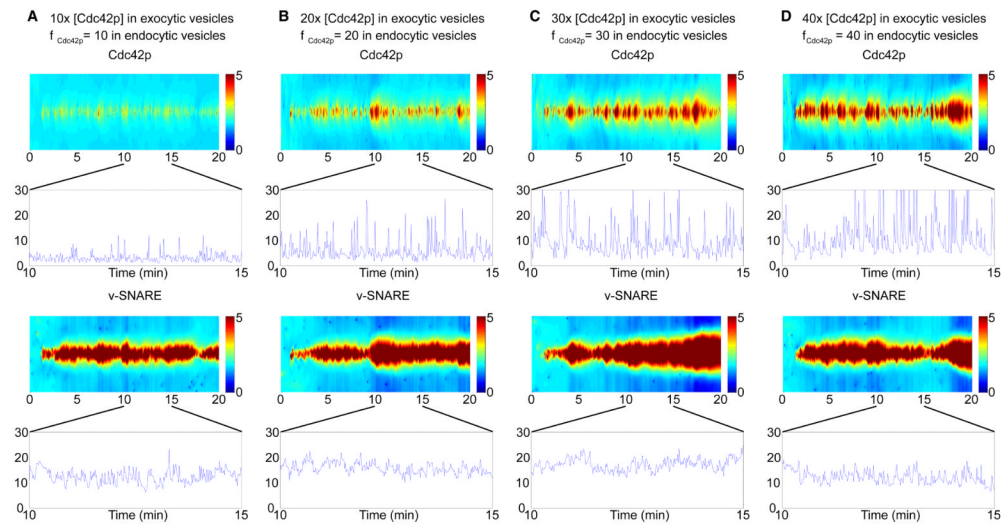 A
10x [Cdc42p] in exocytic vesicles
f Cdc42p = 10 in endocytic vesicles
Cdc42p
5
0
0 5 10 15 20
30
20
10
0
10 Time (min) 15
v-SNARE
5
0
0 5 10 15 20
30
20
10
0
10 Time (min) 15
B
20x [Cdc42p] in exocytic vesicles
f Cdc42p = 20 in endocytic vesicles
Cdc42p
5
0
0 5 10 15 20
30
20
10
0
10 Time (min) 15
v-SNARE
5
0
0 5 10 15 20
30
20
10
0
10 Time (min) 15
C
30x [Cdc42p] in exocytic vesicles
f Cdc42p = 30 in endocytic vesicles
Cdc42p
5
0
0 5 10 15 20
30
20
10
0
10 Time (min) 15
v-SNARE
5
0
0 5 10 15 20
30
20
10
0
10 Time (min) 15
D
40x [Cdc42p] in exocytic vesicles
f Cdc42p = 40 in endocytic vesicles
Cdc42p
5
0
0 5 10 15 20
30
20
10
0
10 Time (min) 15
v-SNARE
5
0
0 5 10 15 20
30
20
10
0
10 Time (min) 15